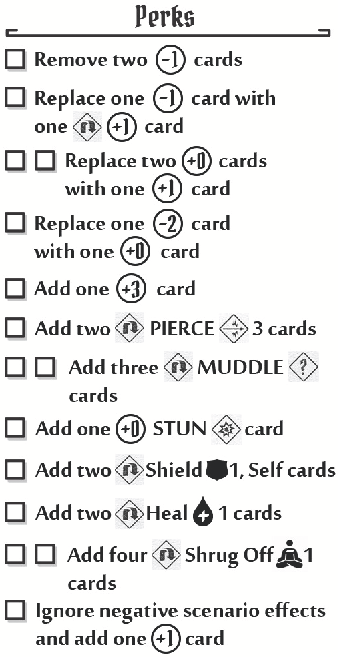 Perks
Remove two -1 cards
Replace one -1 card with
one +1 card
Replace two +0 cards
with one +1 card
Replace one -2 card
with one +0 card
Add one +3 card
Add two PIERCE 3 cards
Add three MUDDLE ?
cards
Add one +0 STUN card
Add two Shield 1, Self cards
Add two Heal 1 cards
Add four Shrug Off 1
cards
Ignore negative scenario effects
and add one +1 card